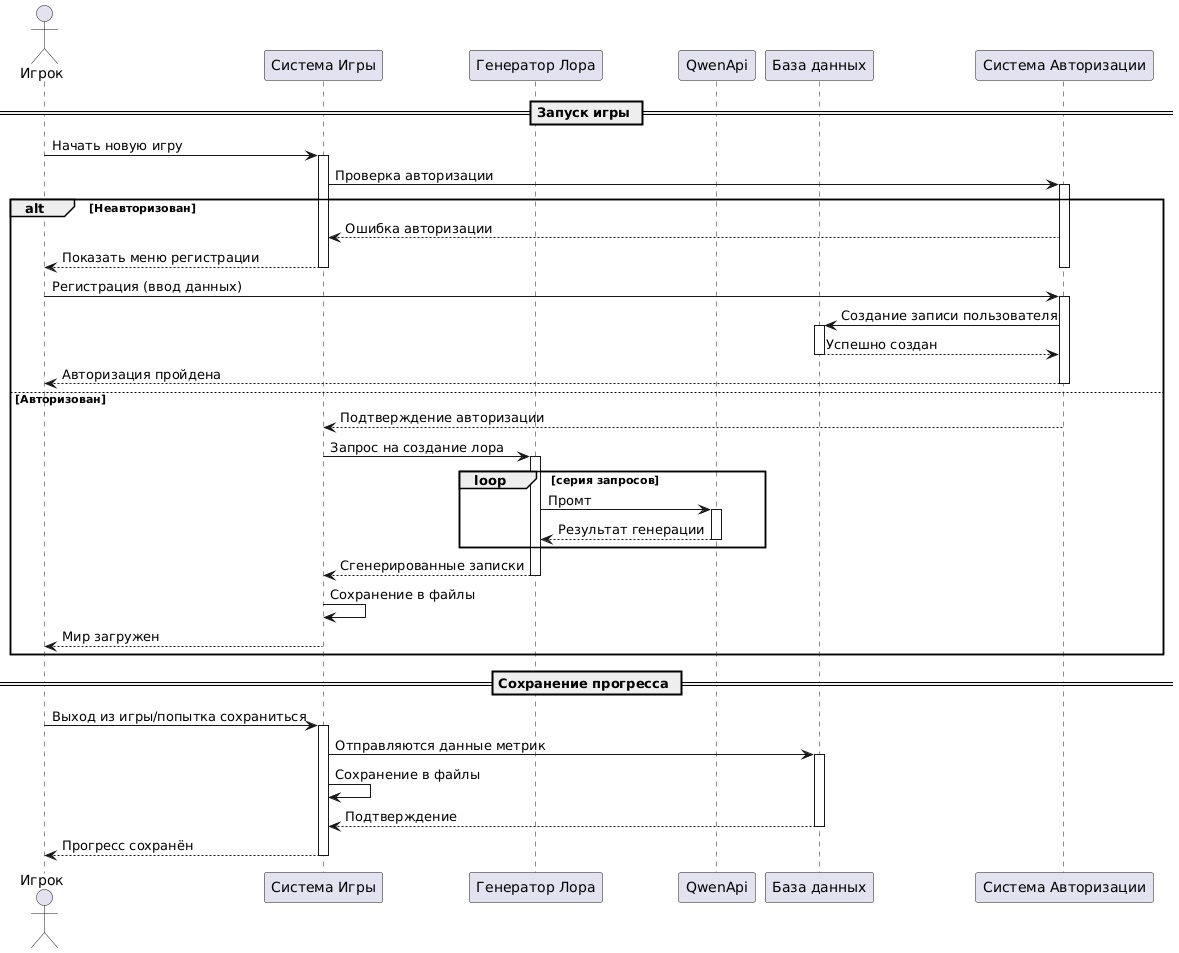 Игрок
Система Игры
Генератор Лора
QwenApi
База данных
Система Авторизации
Запуск игры
Начать новую игру
Проверка авторизации
alt
[Неавторизован]
Ошибка авторизации
Показать меню регистрации
Регистрация (ввод данных)
Создание записи пользователя
Успешно создан
Авторизация пройдена
[Авторизован]
Подтверждение авторизации
Запрос на создание лора
loop
[серия запросов]
Промт
Результат генерации
Сгенерированные записки
Сохранение в файлы
Мир загружен
Сохранение прогресса
Выход из игры/попытка сохраниться
Отправляются данные метрик
Сохранение в файлы
Подтверждение
Прогресс сохранён
Игрок
Система Игры
Генератор Лора
QwenApi
База данных
Система Авторизации